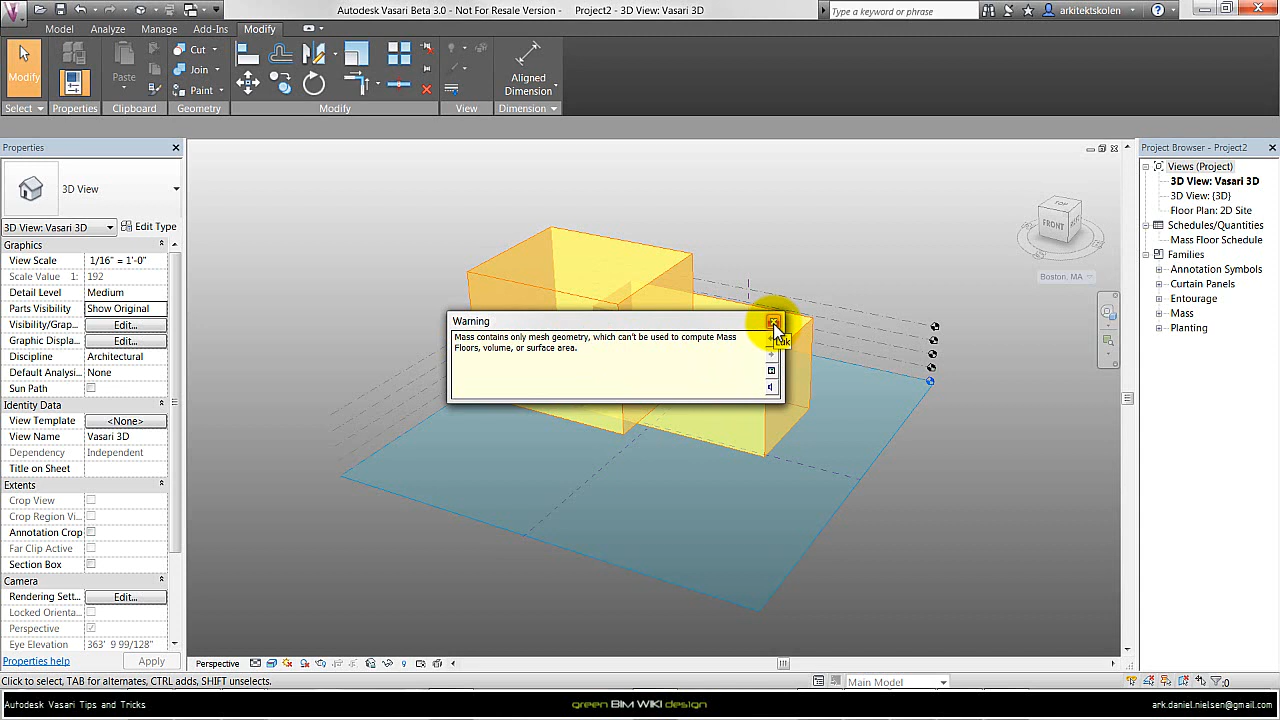 Autodesk Vasari Beta 3.0 - Not For Resale Version - Project2 - 3D View: Vasari 3D
Type a keyword or phrase
arkitektskolen
Model
Analyze
Manage
Add-Ins
Modify
Modify
Paste
Cut
Join
Paint
Aligned
Dimension
Select
Properties
Clipboard
Geometry
Modify
View
Dimension
Properties
3D View
3D View: Vasari 3D
Edit Type
Graphics
View Scale 1/16" = 1'-0"
Scale Value 1: 192
Detail Level Medium
Parts Visibility Show Original
Visibility/Grap... Edit...
Graphic Displa... Edit...
Discipline Architectural
Default Analysi... None
Sun Path
Identity Data
View Template <None>
View Name Vasari 3D
Dependency Independent
Title on Sheet
Extents
Crop View
Crop Region Vi...
Annotation Crop
Far Clip Active
Section Box
Camera
Rendering Sett... Edit...
Locked Orienta...
Perspective
Eye Elevation 363' 9 99/128"
Properties help
Apply
TOP
FRONT
Boston, MA
Warning
Mass contains only mesh geometry, which can't be used to compute Mass
Floors, volume, or surface area.
Luk
Project Browser - Project2
Views (Project)
3D View: Vasari 3D
3D View: {3D}
Floor Plan: 2D Site
Schedules/Quantities
Mass Floor Schedule
Families
Annotation Symbols
Curtain Panels
Entourage
Mass
Planting
Perspective
Click to select, TAB for alternates, CTRL adds, SHIFT unselects.
Main Model
:0
Autodesk Vasari Tips and Tricks
green BIM WIKI design
ark.daniel.nielsen@gmail.com